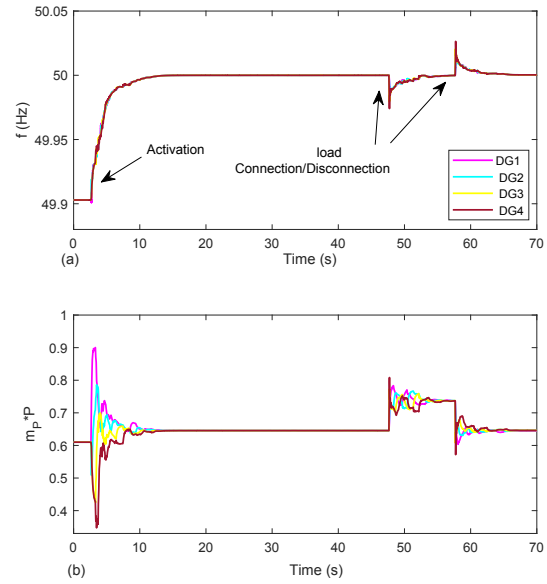 50.05
50
49.95
49.9
f (Hz)
Activation
load
Connection/Disconnection
DG1
DG2
DG3
DG4
0 10 20 30 40 50 60 70
(a) Time (s)
1
0.9
0.8
0.7
0.6
0.5
0.4
0.3
m_P*P
0 10 20 30 40 50 60 70
(b) Time (s)